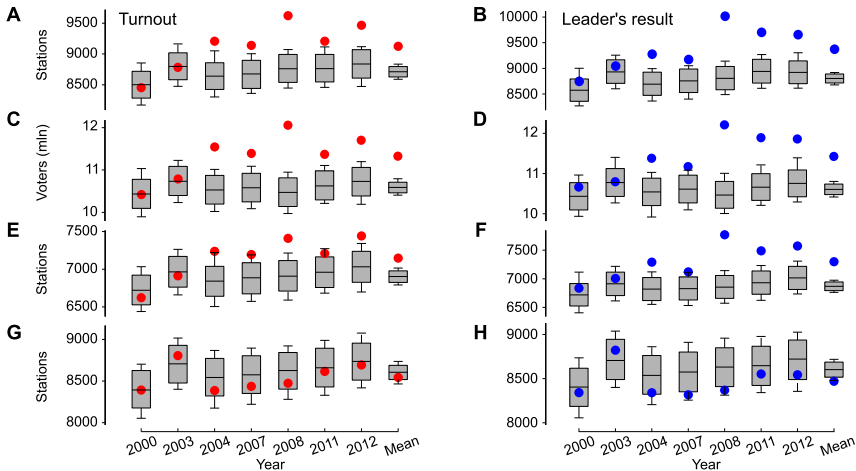 A Turnout
Stations
9500
9000
8500
B Leader's result
10000
9500
9000
8500
C
Voters (mln)
12
11
10
D
12
11
10
E
Stations
7500
7000
6500
F
7500
7000
6500
G
Stations
9000
8500
8000
H
9000
8500
8000
2000 2003 2004 2007 2008 2011 2012 Mean
Year
2000 2003 2004 2007 2008 2011 2012 Mean
Year